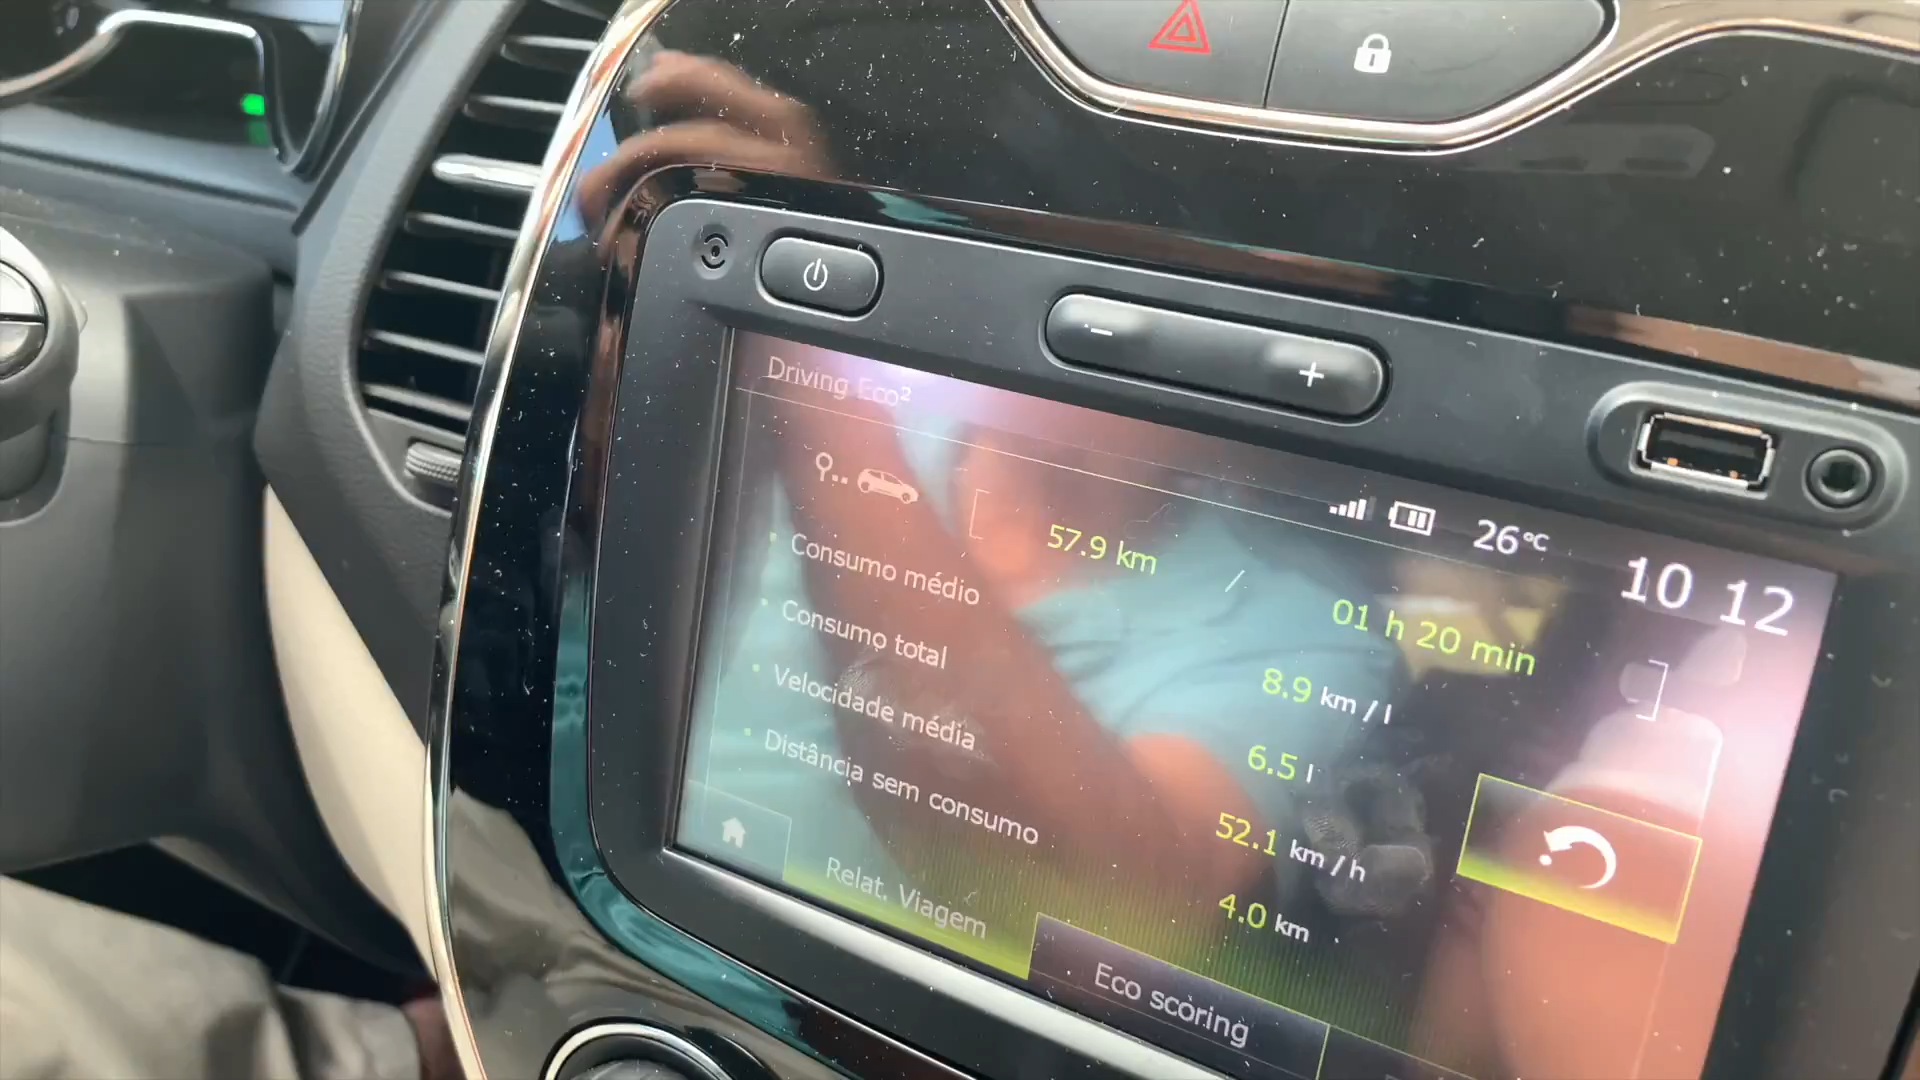 Driving Eco²
26°C
10 12
57.9 km / 01 h 20 min
Consumo médio 8.9 km / l
Consumo total 6.5 l
Velocidade média 52.1 km / h
Distância sem consumo 4.0 km
Relat. Viagem
Eco scoring